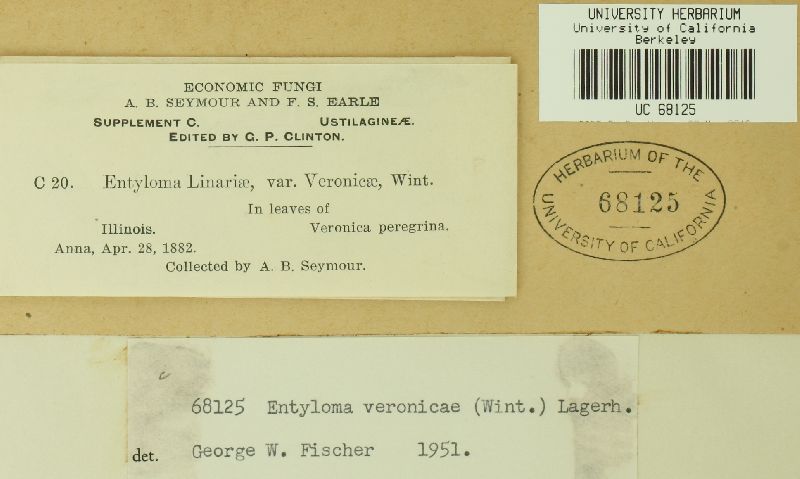 UNIVERSITY HERBARIUM
University of California
Berkeley
UC 68125
ECONOMIC FUNGI
A. B. SEYMOUR AND F. S. EARLE
SUPPLEMENT C. USTILAGINEÆ.
EDITED BY G. P. CLINTON.
C 20. Entyloma Linariæ, var. Veronicæ, Wint.
In leaves of
Illinois. Veronica peregrina.
Anna, Apr. 28, 1882.
Collected by A. B. Seymour.
HERBARIUM OF THE
68125
UNIVERSITY OF CALIFORNIA
68125 Entyloma veronicae (Wint.) Lagerh.
det. George W. Fischer 1951.